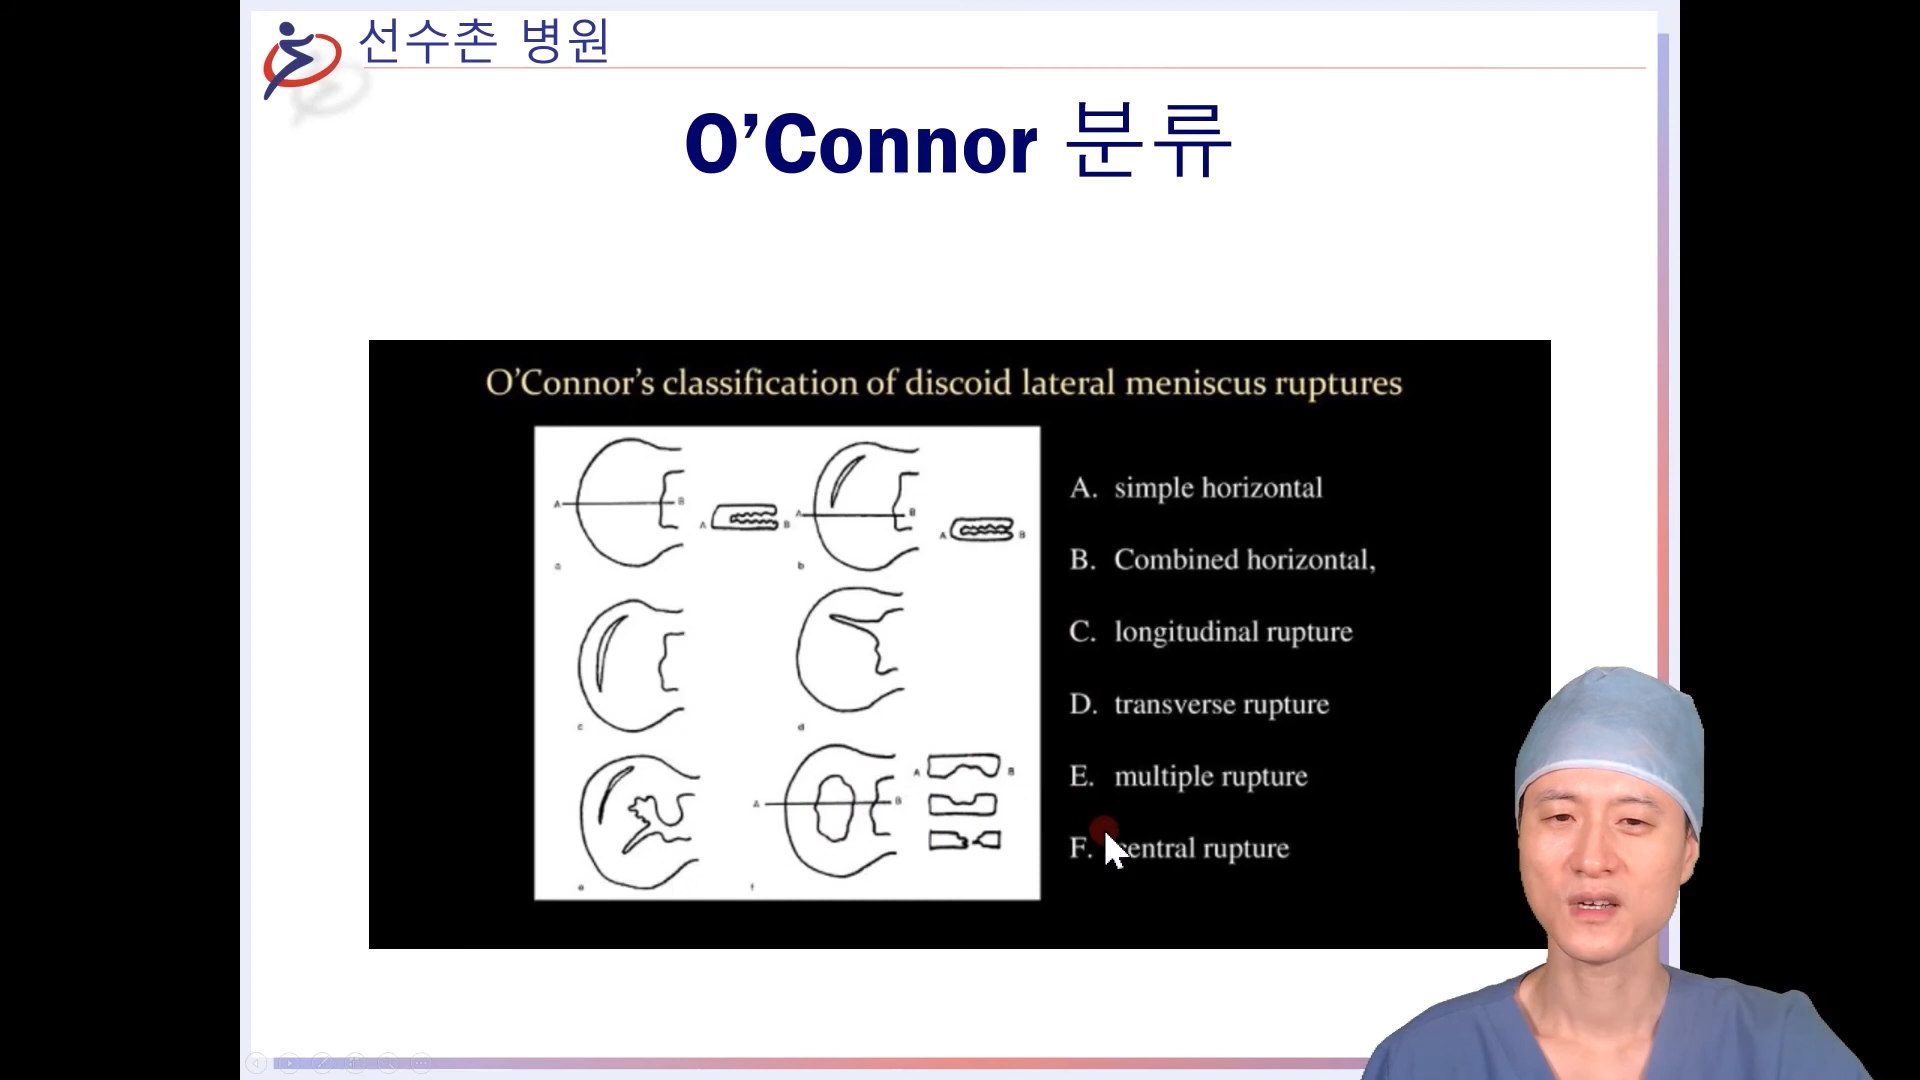 선수촌 병원
O'Connor 분류
O'Connor's classification of discoid lateral meniscus ruptures
A. simple horizontal
B. Combined horizontal,
C. longitudinal rupture
D. transverse rupture
E. multiple rupture
F. central rupture
A B A B
A B A B
a b
c d
A B
A B
e f